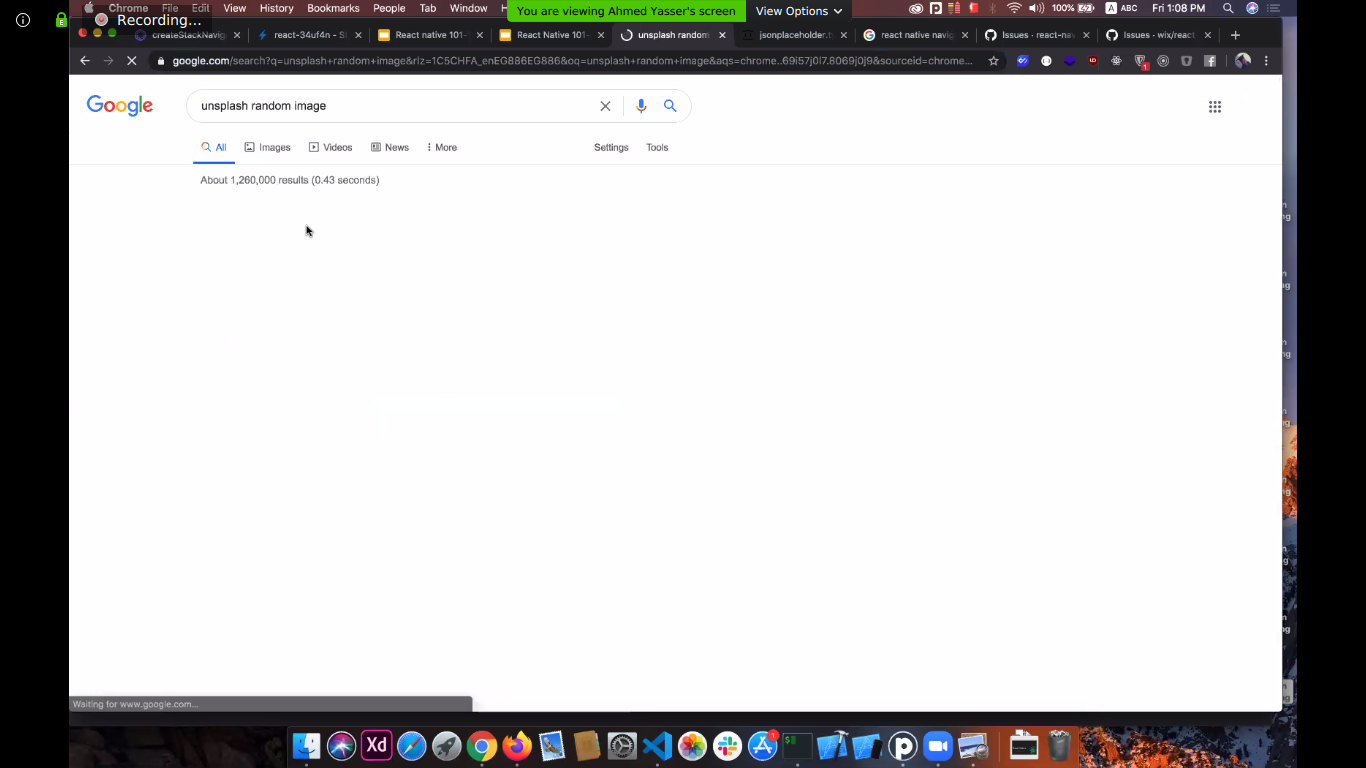 Recording...
You are viewing Ahmed Yasser's screen
View Options
Chrome File Edit View History Bookmarks People Tab Window
100%
ABC
Fri 1:08 PM
createStackNavig
react-34uf4n - S
React native 101-
React Native 101-
unsplash random
jsonplaceholder.ty
react native navig
Issues · react-nav
Issues · wix/react
google.com/search?q=unsplash+random+image&rlz=1C5CHFA_enEG886EG886&oq=unsplash+random+image&aqs=chrome..69i57j0l7.8069j0j9&sourceid=chrome...
Google
unsplash random image
All
Images
Videos
News
More
Settings
Tools
About 1,260,000 results (0.43 seconds)
Waiting for www.google.com...
Xd